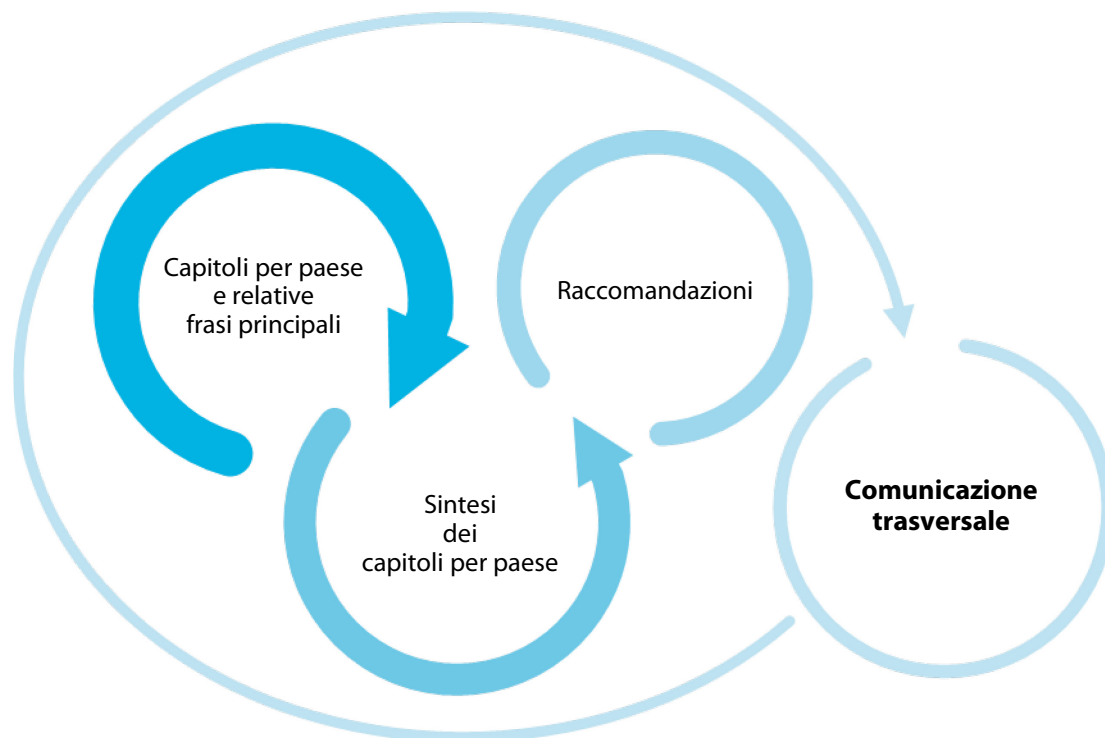 Capitoli per paese
e relative
frasi principali
Raccomandazioni
Sintesi
dei
capitoli per paese
Comunicazione
trasversale